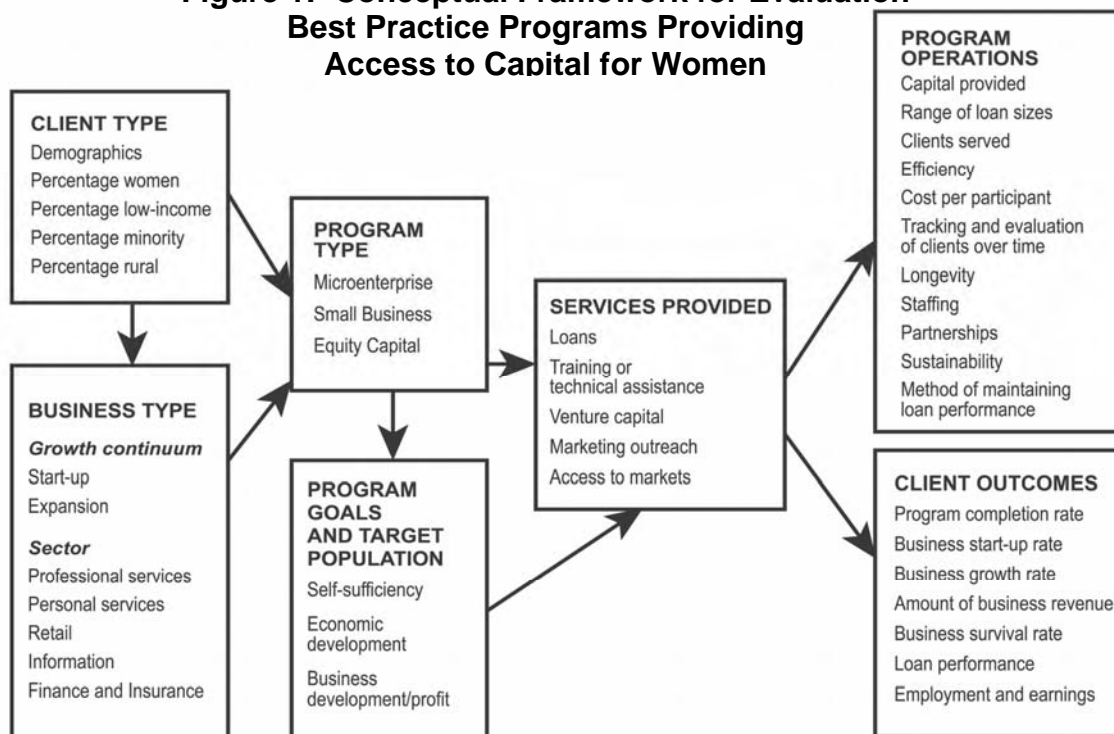 Figure 1. Conceptual Framework for Evaluation
Best Practice Programs Providing
Access to Capital for Women
CLIENT TYPE
Demographics
Percentage women
Percentage low-income
Percentage minority
Percentage rural
BUSINESS TYPE
Growth continuum
Start-up
Expansion
Sector
Professional services
Personal services
Retail
Information
Finance and Insurance
PROGRAM
TYPE
Microenterprise
Small Business
Equity Capital
PROGRAM
GOALS
AND TARGET
POPULATION
Self-sufficiency
Economic
development
Business
development/profit
SERVICES PROVIDED
Loans
Training or
technical assistance
Venture capital
Marketing outreach
Access to markets
PROGRAM
OPERATIONS
Capital provided
Range of loan sizes
Clients served
Efficiency
Cost per participant
Tracking and evaluation
of clients over time
Longevity
Staffing
Partnerships
Sustainability
Method of maintaining
loan performance
CLIENT OUTCOMES
Program completion rate
Business start-up rate
Business growth rate
Amount of business revenue
Business survival rate
Loan performance
Employment and earnings